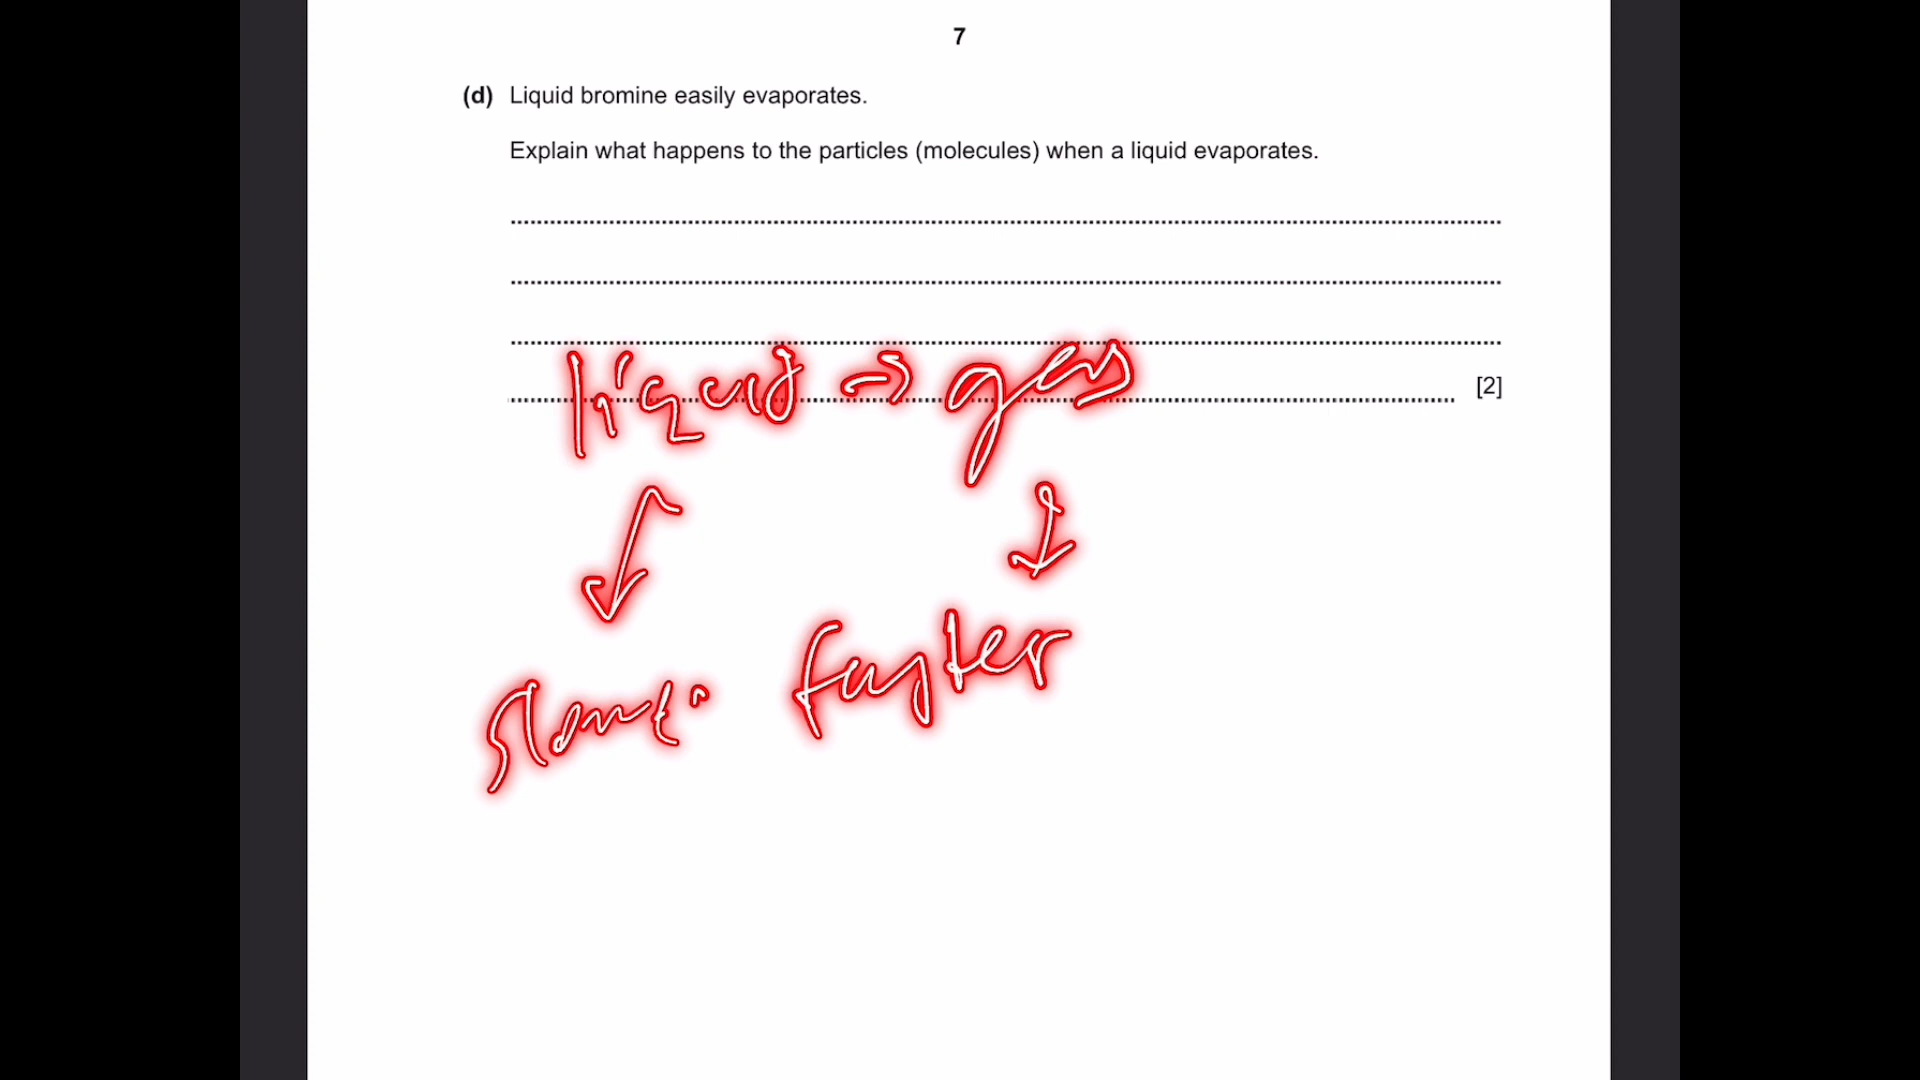 7
(d) Liquid bromine easily evaporates.
Explain what happens to the particles (molecules) when a liquid evaporates.
[2]
liquid → gas
faster